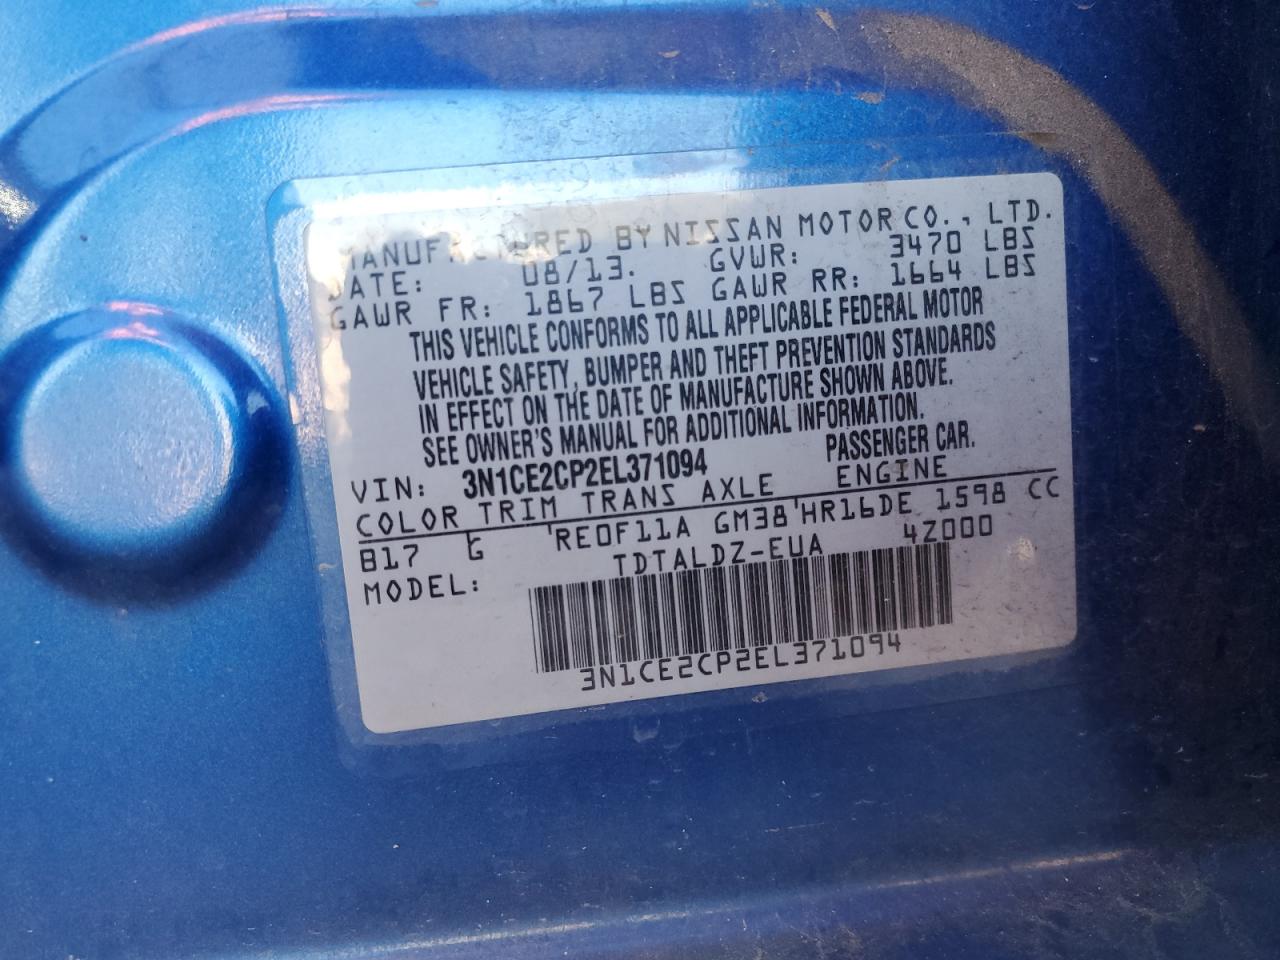 MANUFACTURED BY NISSAN MOTOR CO., LTD.
DATE: 08/13. GVWR: 3470 LBS
GAWR FR: 1867 LBS GAWR RR: 1664 LBS
THIS VEHICLE CONFORMS TO ALL APPLICABLE FEDERAL MOTOR
VEHICLE SAFETY, BUMPER AND THEFT PREVENTION STANDARDS
IN EFFECT ON THE DATE OF MANUFACTURE SHOWN ABOVE.
SEE OWNER'S MANUAL FOR ADDITIONAL INFORMATION.
VIN: 3N1CE2CP2EL371094 PASSENGER CAR.
COLOR TRIM TRANS AXLE ENGINE
B17 G RE0F11A GM38 HR16DE 1598 CC
MODEL: TDTALDZ-EUA 4Z000
3N1CE2CP2EL371094